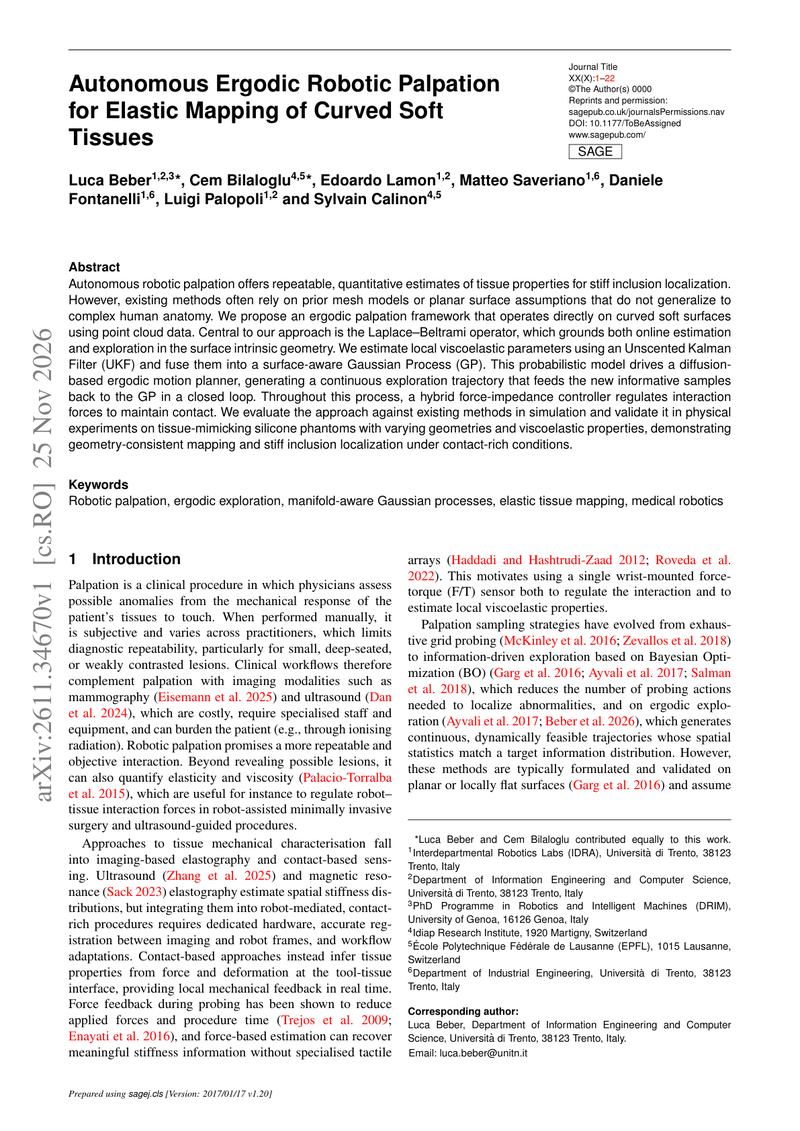 Autonomous Ergodic Robotic Palpation
for Elastic Mapping of Curved Soft
Tissues
Journal Title
XX(X):1–22
©The Author(s) 0000
Reprints and permission:
sagepub.co.uk/journalsPermissions.nav
DOI: 10.1177/ToBeAssigned
www.sagepub.com/
SAGE
Luca Beber1,2,3*, Cem Bilaloglu4,5*, Edoardo Lamon1,2, Matteo Saveriano1,6, Daniele
Fontanelli1,6, Luigi Palopoli1,2 and Sylvain Calinon4,5
Abstract
Autonomous robotic palpation offers repeatable, quantitative estimates of tissue properties for stiff inclusion localization.
However, existing methods often rely on prior mesh models or planar surface assumptions that do not generalize to
complex human anatomy. We propose an ergodic palpation framework that operates directly on curved soft surfaces
using point cloud data. Central to our approach is the Laplace–Beltrami operator, which grounds both online estimation
and exploration in the surface intrinsic geometry. We estimate local viscoelastic parameters using an Unscented Kalman
Filter (UKF) and fuse them into a surface-aware Gaussian Process (GP). This probabilistic model drives a diffusion-
based ergodic motion planner, generating a continuous exploration trajectory that feeds the new informative samples
back to the GP in a closed loop. Throughout this process, a hybrid force-impedance controller regulates interaction
forces to maintain contact. We evaluate the approach against existing methods in simulation and validate it in physical
experiments on tissue-mimicking silicone phantoms with varying geometries and viscoelastic properties, demonstrating
geometry-consistent mapping and stiff inclusion localization under contact-rich conditions.
Keywords
Robotic palpation, ergodic exploration, manifold-aware Gaussian processes, elastic tissue mapping, medical robotics
1 Introduction
Palpation is a clinical procedure in which physicians assess
possible anomalies from the mechanical response of the
patient's tissues to touch. When performed manually, it
is subjective and varies across practitioners, which limits
diagnostic repeatability, particularly for small, deep-seated,
or weakly contrasted lesions. Clinical workflows therefore
complement palpation with imaging modalities such as
mammography (Eisemann et al. 2025) and ultrasound (Dan
et al. 2024), which are costly, require specialised staff and
equipment, and can burden the patient (e.g., through ionising
radiation). Robotic palpation promises a more repeatable and
objective interaction. Beyond revealing possible lesions, it
can also quantify elasticity and viscosity (Palacio-Torralba
et al. 2015), which are useful for instance to regulate robot–
tissue interaction forces in robot-assisted minimally invasive
surgery and ultrasound-guided procedures.
Approaches to tissue mechanical characterisation fall
into imaging-based elastography and contact-based sens-
ing. Ultrasound (Zhang et al. 2025) and magnetic reso-
nance (Sack 2023) elastography estimate spatial stiffness dis-
tributions, but integrating them into robot-mediated, contact-
rich procedures requires dedicated hardware, accurate reg-
istration between imaging and robot frames, and workflow
adaptations. Contact-based approaches instead infer tissue
properties from force and deformation at the tool-tissue
interface, providing local mechanical feedback in real time.
Force feedback during probing has been shown to reduce
applied forces and procedure time (Trejos et al. 2009;
Enayati et al. 2016), and force-based estimation can recover
meaningful stiffness information without specialised tactile
arrays (Haddadi and Hashtrudi-Zaad 2012; Roveda et al.
2022). This motivates using a single wrist-mounted force-
torque (F/T) sensor both to regulate the interaction and to
estimate local viscoelastic properties.
Palpation sampling strategies have evolved from exhaus-
tive grid probing (McKinley et al. 2016; Zevallos et al. 2018)
to information-driven exploration based on Bayesian Opti-
mization (BO) (Garg et al. 2016; Ayvali et al. 2017; Salman
et al. 2018), which reduces the number of probing actions
needed to localize abnormalities, and on ergodic explo-
ration (Ayvali et al. 2017; Beber et al. 2026), which generates
continuous, dynamically feasible trajectories whose spatial
statistics match a target information distribution. However,
these methods are typically formulated and validated on
planar or locally flat surfaces (Garg et al. 2016) and assume
*Luca Beber and Cem Bilaloglu contributed equally to this work.
1Interdepartmental Robotics Labs (IDRA), Università di Trento, 38123
Trento, Italy
2Department of Information Engineering and Computer Science,
Università di Trento, 38123 Trento, Italy
3PhD Programme in Robotics and Intelligent Machines (DRIM),
University of Genoa, 16126 Genoa, Italy
4Idiap Research Institute, 1920 Martigny, Switzerland
5École Polytechnique Fédérale de Lausanne (EPFL), 1015 Lausanne,
Switzerland
6Department of Industrial Engineering, Università di Trento, 38123
Trento, Italy
Corresponding author:
Luca Beber, Department of Information Engineering and Computer
Science, Università di Trento, 38123 Trento, Italy.
Email: luca.beber@unitn.it
Prepared using sagej.cls [Version: 2017/01/17 v1.20]
arXiv:2611.34670v1 [cs.RO] 25 Nov 2026